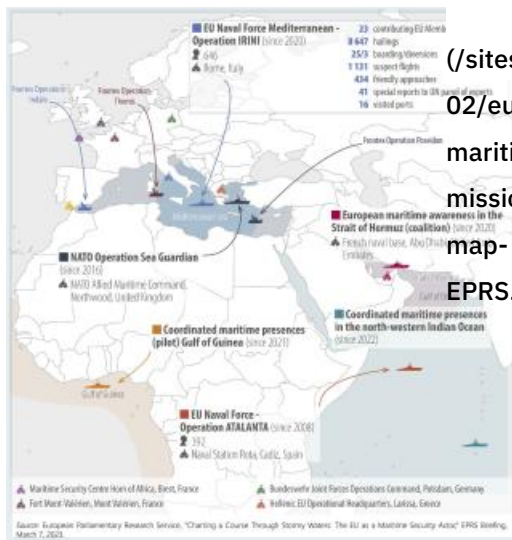 EU Naval Force Mediterranean -
Operation IRINI (since 2020)
646
Rome, Italy
23 contributing EU
8 647 hailings
25/3 boarding/diversions
1 131 suspect flights
434 friendly approaches
41 special reports to UN panel of experts
16 visited ports
(/sites
02/eu
mariti
missio
map-
EPRS.
Frontex Operation
Indalo
Frontex Operation
Themis
Frontex Operation Poseidon
Mediterranean Sea
European maritime awareness in the
Strait of Hormuz (coalition) (since 2020)
French naval base, Abu Dhabi,
Emirates
NATO Operation Sea Guardian
(since 2016)
NATO Allied Maritime Command,
Northwood, United Kingdom
Coordinated maritime presences
in the north-western Indian Ocean
(since 2022)
Coordinated maritime presences
(pilot) Gulf of Guinea (since 2021)
Gulf of Guinea
EU Naval Force -
Operation ATALANTA (since 2008)
392
Naval Station Rota, Cadiz, Spain
Maritime Security Centre Horn of Africa, Brest, France
Bundeswehr Joint Forces Operations Command, Potsdam, Germany
Fort Mont-Valérien, Mont Valerien, France
Hellenic EU Operational Headquarters, Larissa, Greece
Source: European Parliamentary Research Service, "Charting a Course Through Stormy Waters: The EU as a Maritime Security Actor," EPRS Briefing,
March 7, 2023.